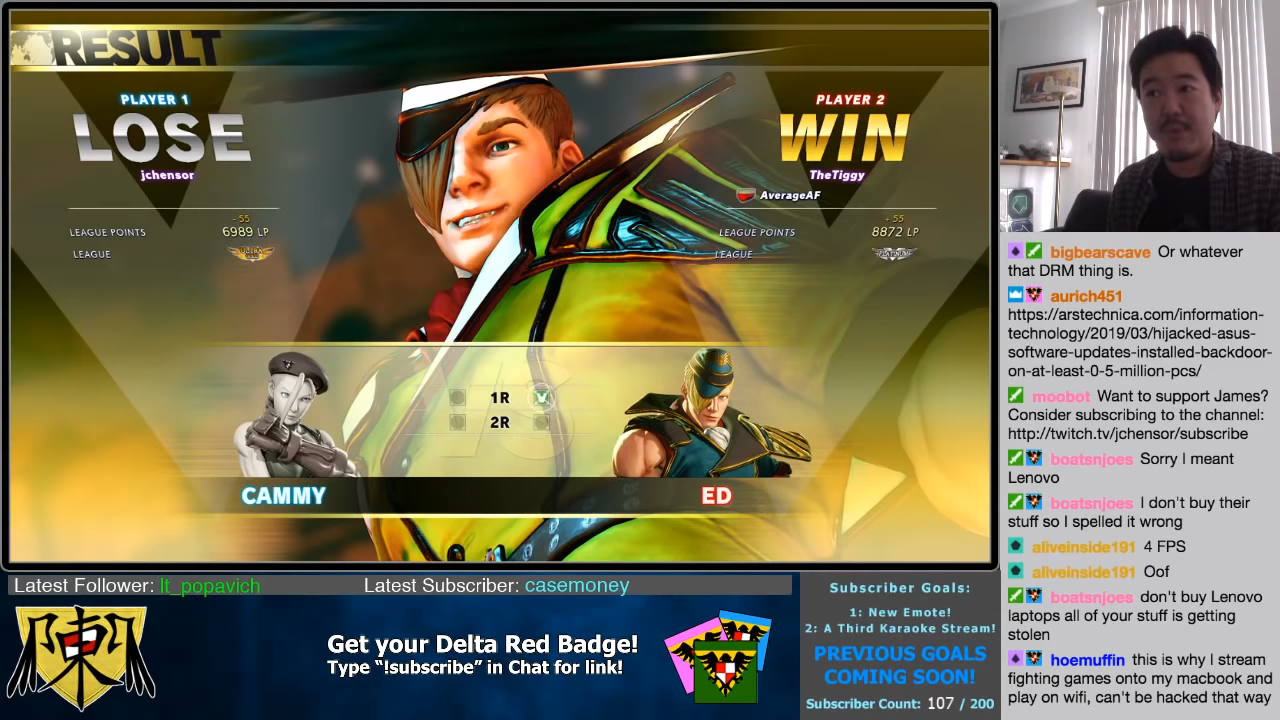 RESULT
PLAYER 1
LOSE
jchensor
- 55
LEAGUE POINTS 6989 LP
LEAGUE
PLAYER 2
WIN
TheTiggy
AverageAF
LEAGUE POINTS 8872 LP
LEAGUE
1R
2R
CAMMY
ED
bigbearscave Or whatever
that DRM thing is.
aurich451
https://arstechnica.com/information-
technology/2019/03/hijacked-asus-
software-updates-installed-backdoor-
on-at-least-0-5-million-pcs/
moobot Want to support James?
Consider subscribing to the channel:
http://twitch.tv/jchensor/subscribe
boatsnjoes Sorry I meant
Lenovo
boatsnjoes I don't buy their
stuff so I spelled it wrong
aliveinside191 4 FPS
aliveinside191 Oof
boatsnjoes don't buy Lenovo
laptops all of your stuff is getting
stolen
hoemuffin this is why I stream
fighting games onto my macbook and
play on wifi, can't be hacked that way
Latest Follower: lt_popavich
Latest Subscriber: casemoney
Get your Delta Red Badge!
Type “!subscribe” in Chat for link!
Subscriber Goals:
1: New Emote!
2: A Third Karaoke Stream!
PREVIOUS GOALS
COMING SOON!
Subscriber Count: 107 / 200